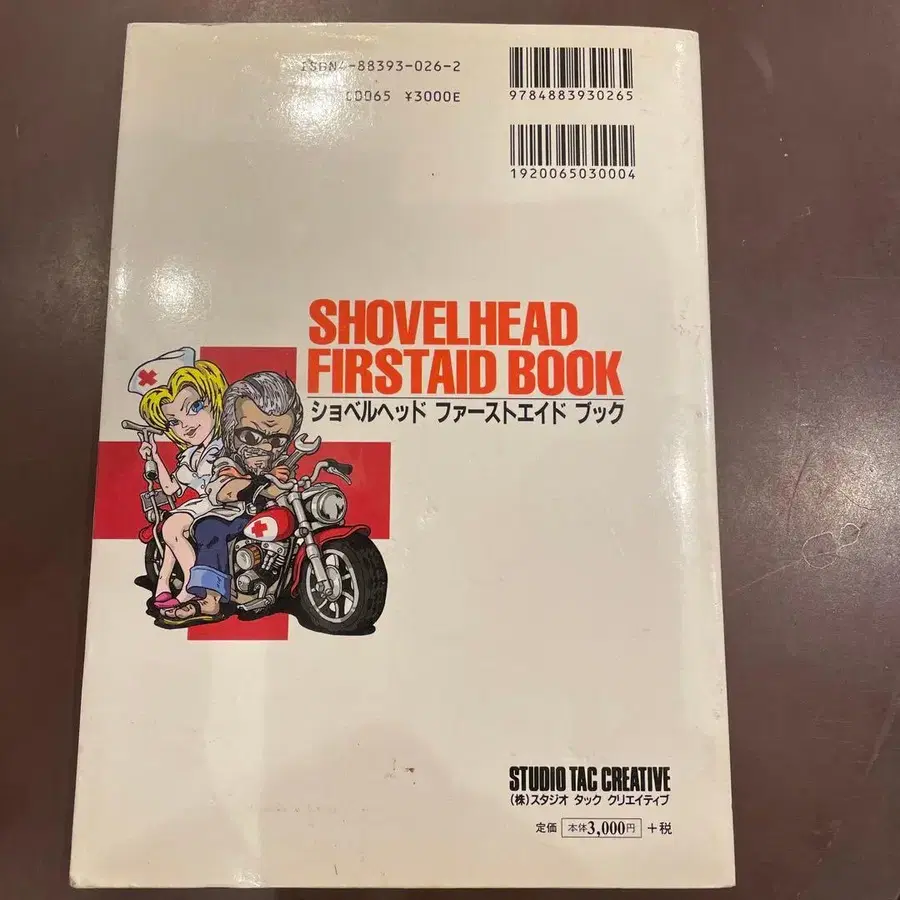 ISBN4-88393-026-2
9784883930265
C0065 ¥3000E
1920065030004
SHOVELHEAD
FIRSTAID BOOK
ショベルヘッド ファーストエイド ブック
STUDIO TAC CREATIVE
(株)スタジオ タック クリエイティブ
定価 本体3,000円 +税